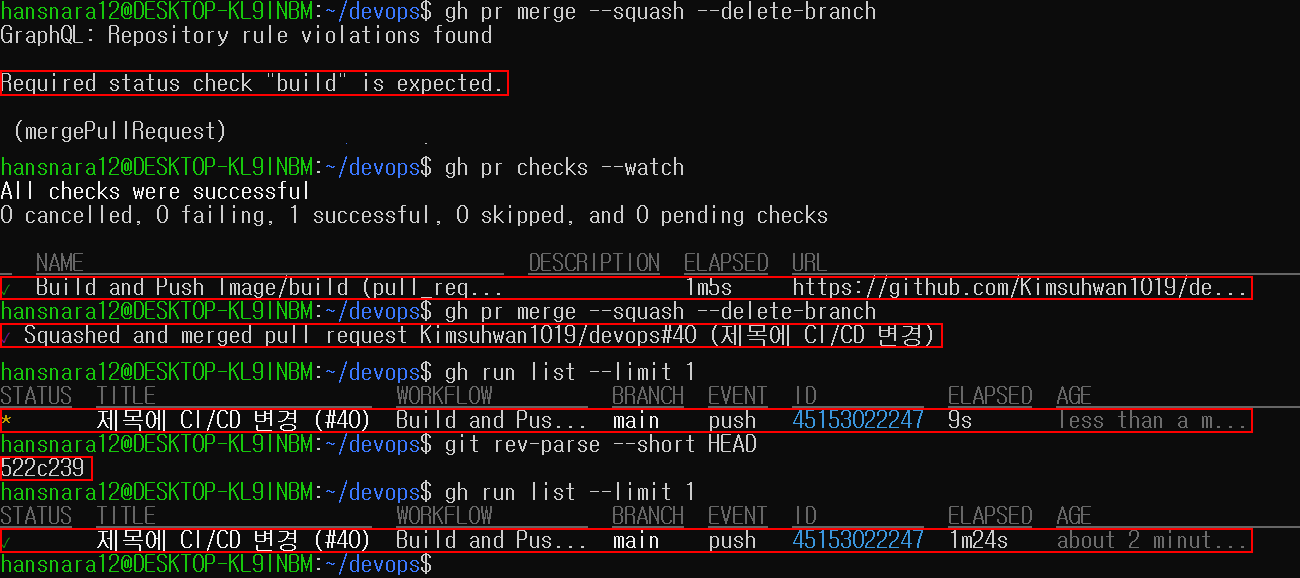 hansnara12@DESKTOP-KL9INBM:~/devops$ gh pr merge --squash --delete-branch
GraphQL: Repository rule violations found
Required status check "build" is expected.
(mergePullRequest)
hansnara12@DESKTOP-KL9INBM:~/devops$ gh pr checks --watch
All checks were successful
0 cancelled, 0 failing, 1 successful, 0 skipped, and 0 pending checks
NAME DESCRIPTION ELAPSED URL
✓ Build and Push Image/build (pull_req... 1m5s https://github.com/Kimsuhwan1019/de...
hansnara12@DESKTOP-KL9INBM:~/devops$ gh pr merge --squash --delete-branch
✓ Squashed and merged pull request Kimsuhwan1019/devops#40 (제목에 CI/CD 변경)
hansnara12@DESKTOP-KL9INBM:~/devops$ gh run list --limit 1
STATUS TITLE WORKFLOW BRANCH EVENT ID ELAPSED AGE
* 제목에 CI/CD 변경 (#40) Build and Pus... main push 45153022247 9s less than a m...
hansnara12@DESKTOP-KL9INBM:~/devops$ git rev-parse --short HEAD
522c239
hansnara12@DESKTOP-KL9INBM:~/devops$ gh run list --limit 1
STATUS TITLE WORKFLOW BRANCH EVENT ID ELAPSED AGE
✓ 제목에 CI/CD 변경 (#40) Build and Pus... main push 45153022247 1m24s about 2 minut...
hansnara12@DESKTOP-KL9INBM:~/devops$